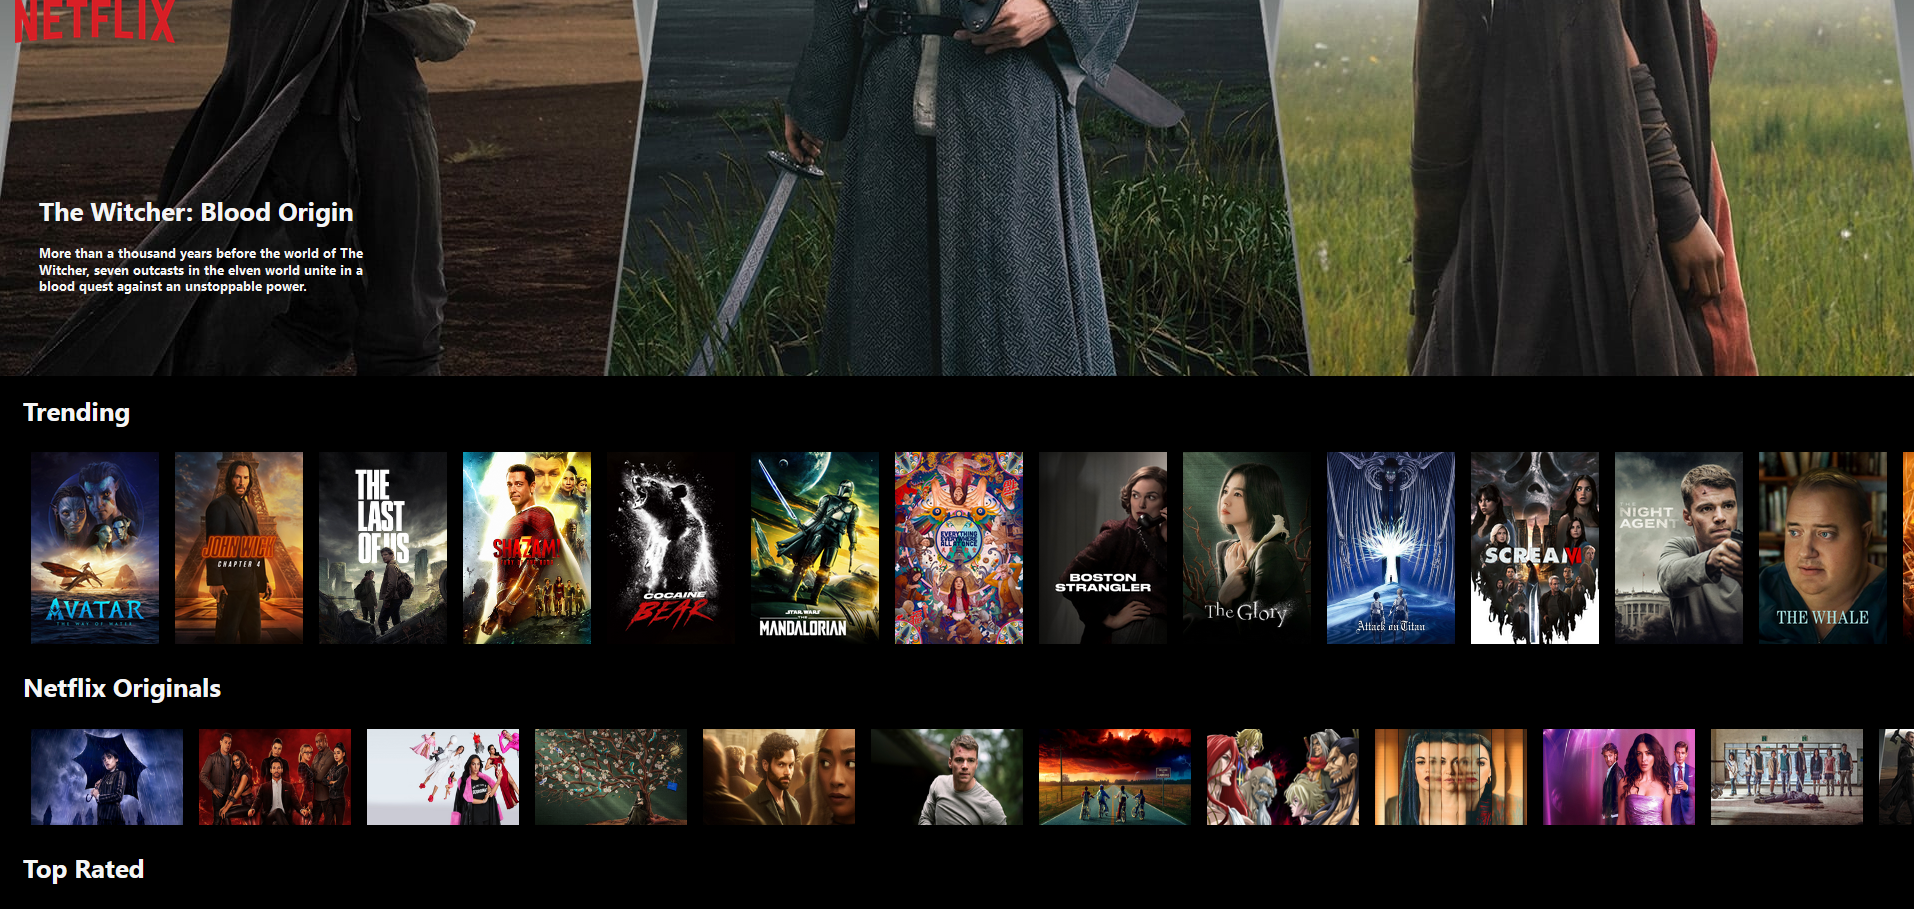 NETFLIX
The Witcher: Blood Origin
More than a thousand years before the world of The
Witcher, seven outcasts in the elven world unite in a
blood quest against an unstoppable power.
Trending
AVATAR
THE WAY OF WATER
JOHN WICK
CHAPTER 4
THE
LAST
OF US
SHAZAM!
COCAINE
BEAR
STAR WARS
THE
MANDALORIAN
EVERYTHING
EVERYWHERE
ALL AT ONCE
BOSTON
STRANGLER
The Glory
Attack on Titan
SCREAM VI
NIGHT
AGENT
THE WHALE
Netflix Originals
Top Rated